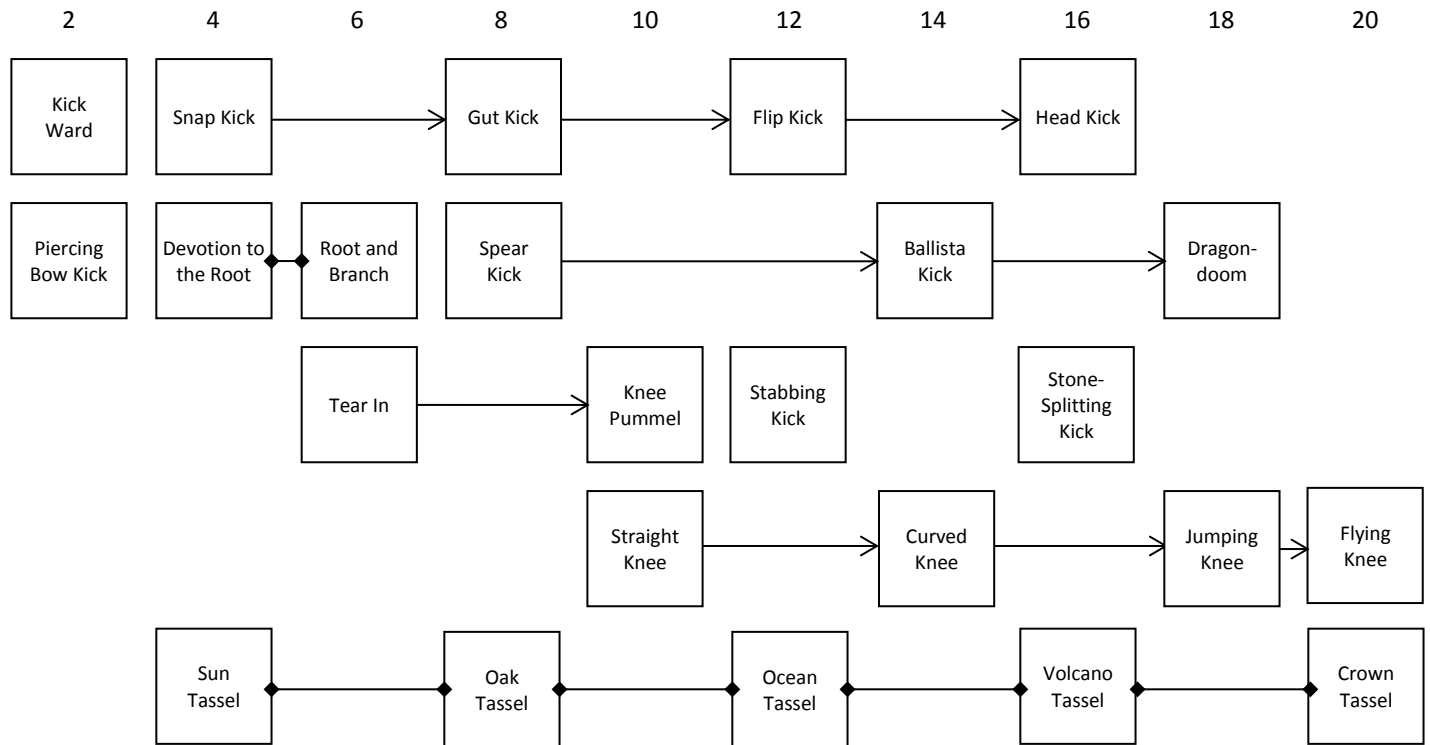 2 4 6 8 10 12 14 16 18 20
Kick
Ward
Snap Kick
Gut Kick
Flip Kick
Head Kick
Piercing
Bow Kick
Devotion to
the Root
Root and
Branch
Spear
Kick
Ballista
Kick
Dragon-
doom
Tear In
Knee
Pummel
Stabbing
Kick
Stone-
Splitting
Kick
Straight
Knee
Curved
Knee
Jumping
Knee
Flying
Knee
Sun
Tassel
Oak
Tassel
Ocean
Tassel
Volcano
Tassel
Crown
Tassel